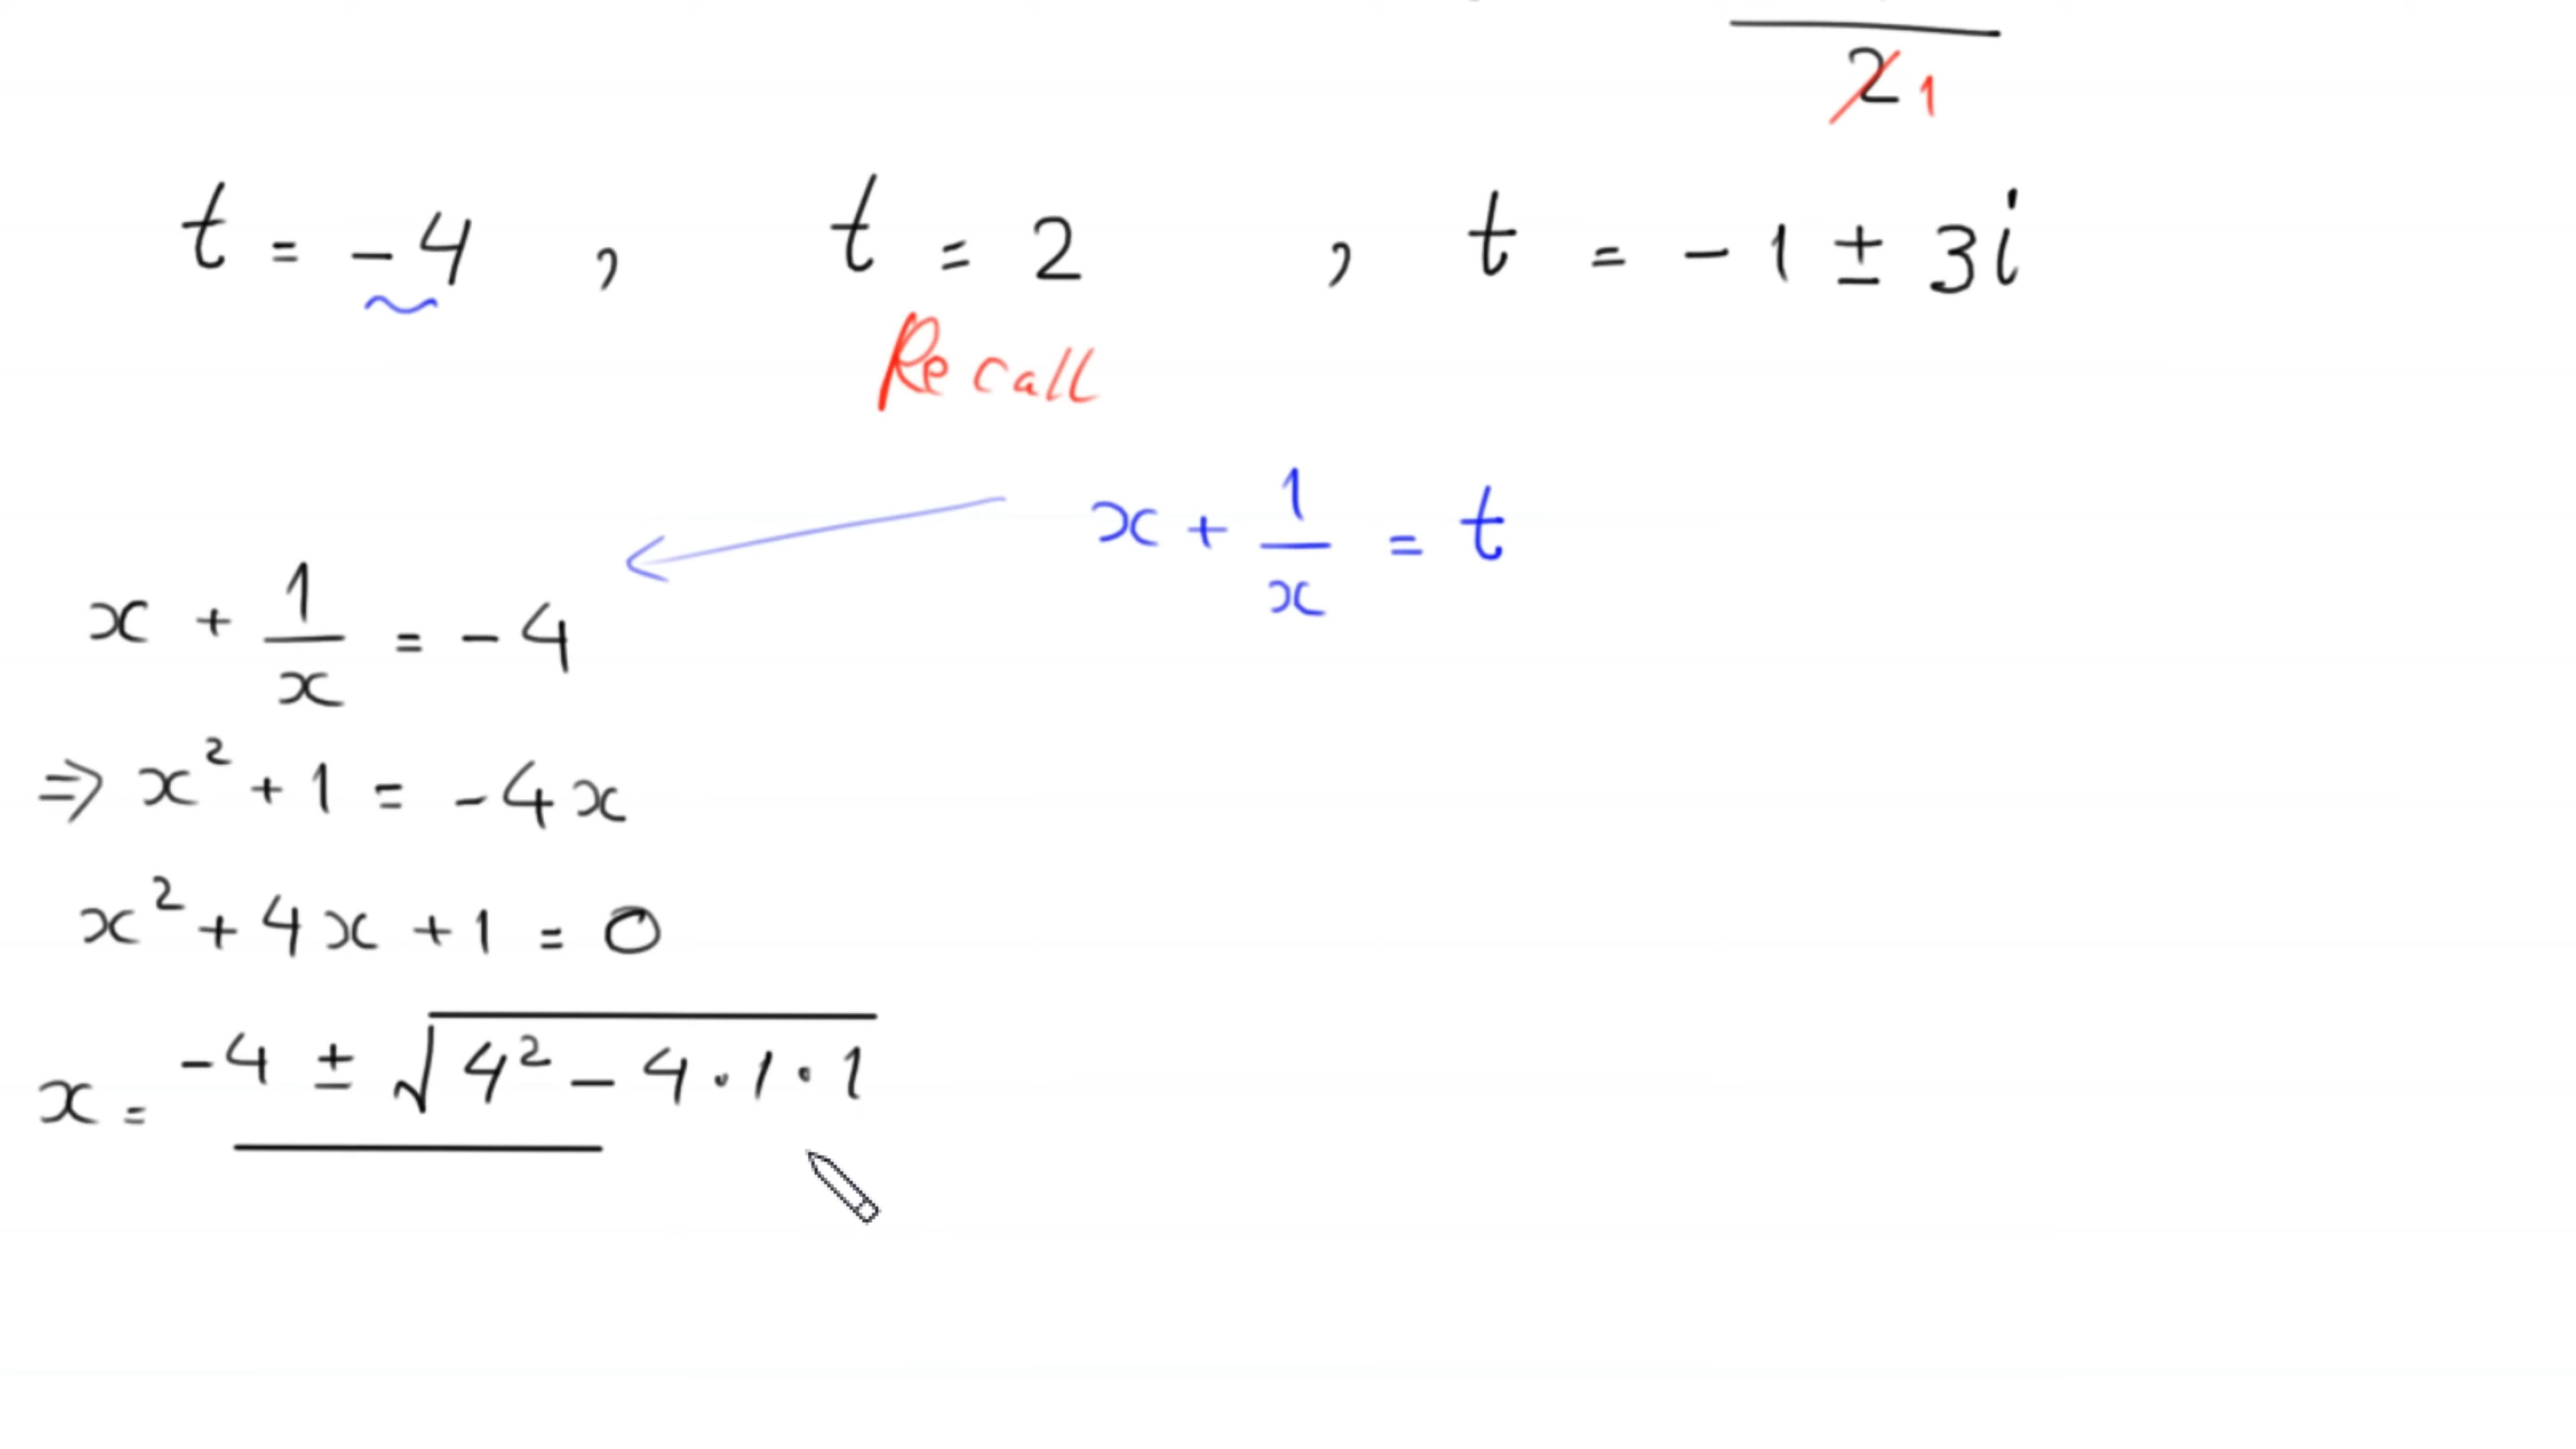 2 1
t = -4 , t = 2 , t = -1 ± 3i
Recall
x + 1/x = t
x + 1/x = -4
⇒ x² + 1 = -4x
x² + 4x + 1 = 0
x = -4 ± √4² - 4·1·1